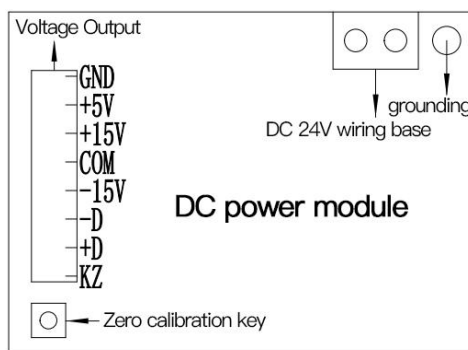 Voltage Output
GND
+5V
+15V
COM
-15V
-D
+D
KZ
Zero calibration key
DC 24V wiring base
grounding
DC power module